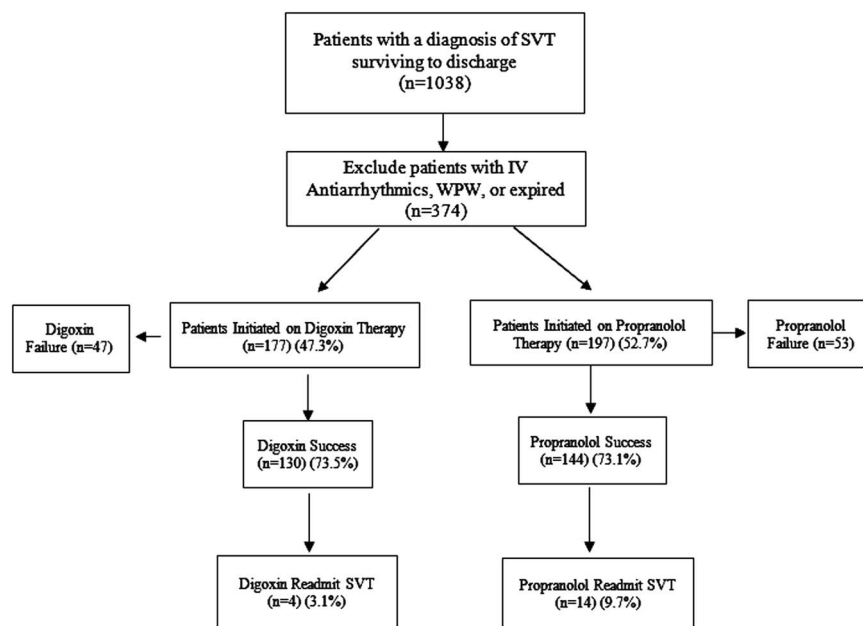 Patients with a diagnosis of SVT
surviving to discharge
(n=1038)
Exclude patients with IV
Antiarrhythmics, WPW, or expired
(n=374)
Digoxin
Failure (n=47)
Patients Initiated on Digoxin Therapy
(n=177) (47.3%)
Patients Initiated on Propranolol
Therapy (n=197) (52.7%)
Propranolol
Failure (n=53)
Digoxin Success
(n=130) (73.5%)
Propranolol Success
(n=144) (73.1%)
Digoxin Readmit SVT
(n=4) (3.1%)
Propranolol Readmit SVT
(n=14) (9.7%)